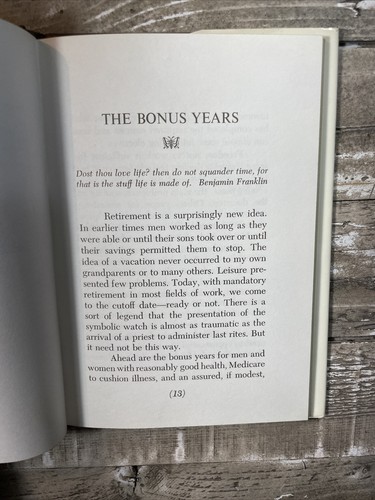 THE BONUS YEARS
Dost thou love life? then do not squander time, for
that is the stuff life is made of. Benjamin Franklin
Retirement is a surprisingly new idea.
In earlier times men worked as long as they
were able or until their sons took over or until
their savings permitted them to stop. The
idea of a vacation never occurred to my own
grandparents or to many others. Leisure pre-
sented few problems. Today, with mandatory
retirement in most fields of work, we come
to the cutoff date—ready or not. There is a
sort of legend that the presentation of the
symbolic watch is almost as traumatic as the
arrival of a priest to administer last rites. But
it need not be this way.
Ahead are the bonus years for men and
women with reasonably good health, Medicare
to cushion illness, and an assured, if modest,
(13)